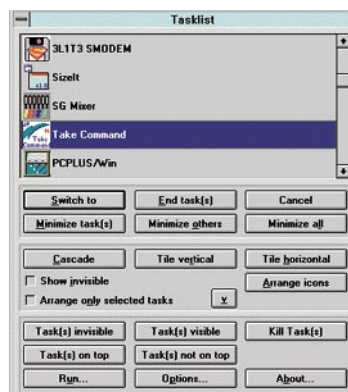 Tasklist
3L1T3 SMODEM
SizeIt
SG Mixer
Take Command
PCPLUS/Win
Switch to End task(s) Cancel
Minimize task(s) Minimize others Minimize all
Cascade Tile vertical Tile horizontal
Show invisible Arrange icons
Arrange only selected tasks v
Task(s) invisible Task(s) visible Kill Task(s)
Task(s) on top Task(s) not on top
Run... Options... About...